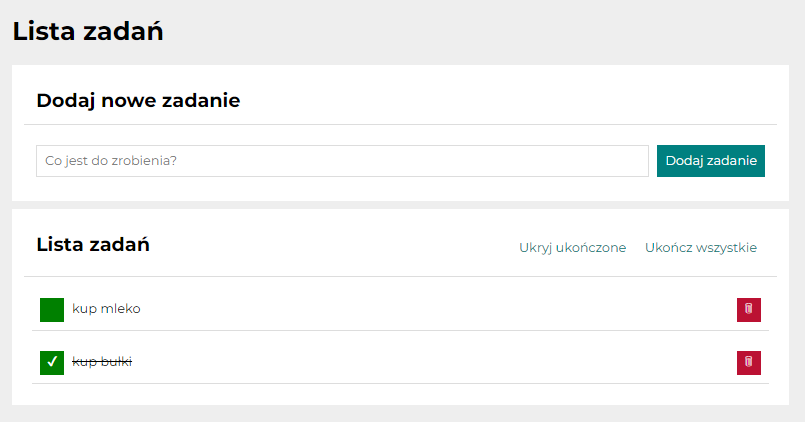 Lista zadań
Dodaj nowe zadanie
Co jest do zrobienia?
Dodaj zadanie
Lista zadań
Ukryj ukończone
Ukończ wszystkie
kup mleko
✓ kup bułki